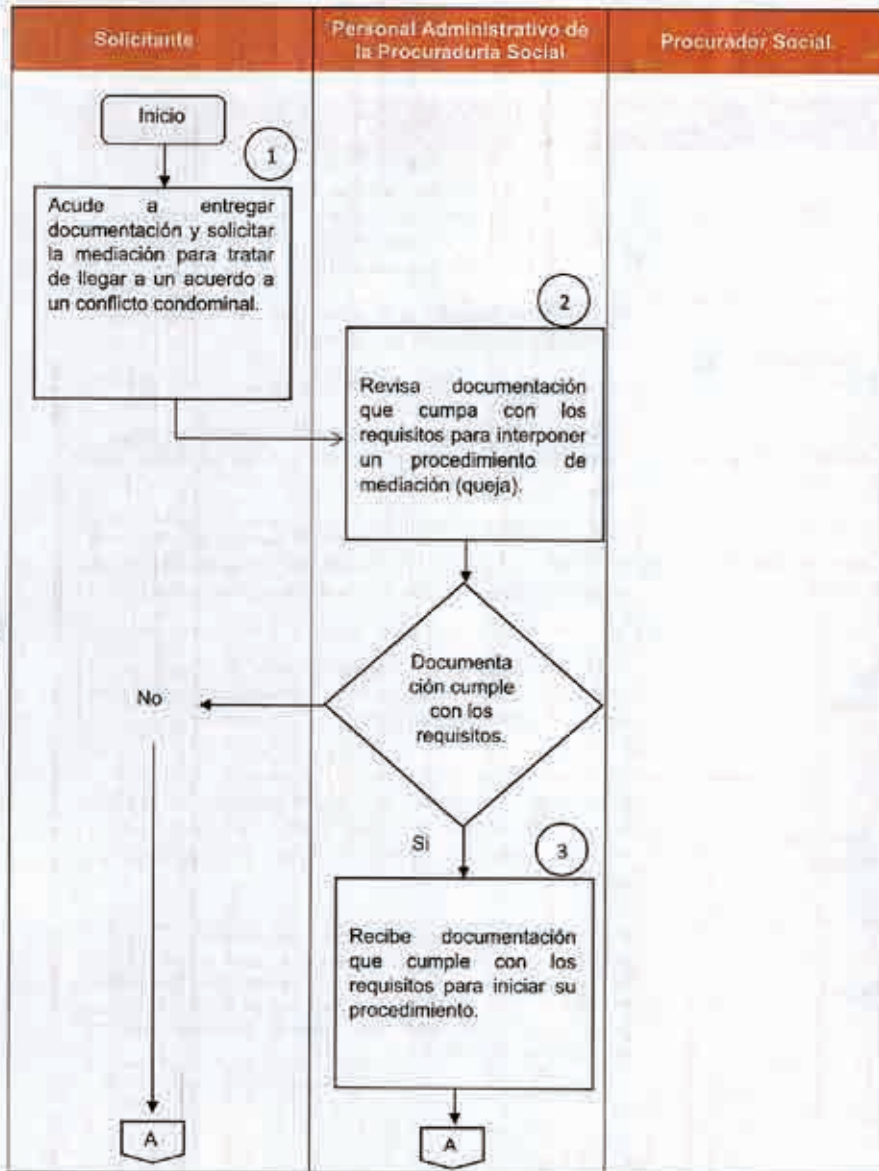 Solicitante
Personal Administrativo de
la Procuraduría Social
Procurador Social.
Inicio
1
Acude a entregar
documentación y solicitar
la mediación para tratar
de llegar a un acuerdo a
un conflicto condominal.
2
Revisa documentación
que cumpa con los
requisitos para interponer
un procedimiento de
mediación (queja).
Documenta
ción cumple
con los
requisitos.
No
Si
3
Recibe documentación
que cumple con los
requisitos para iniciar su
procedimiento.
A
A